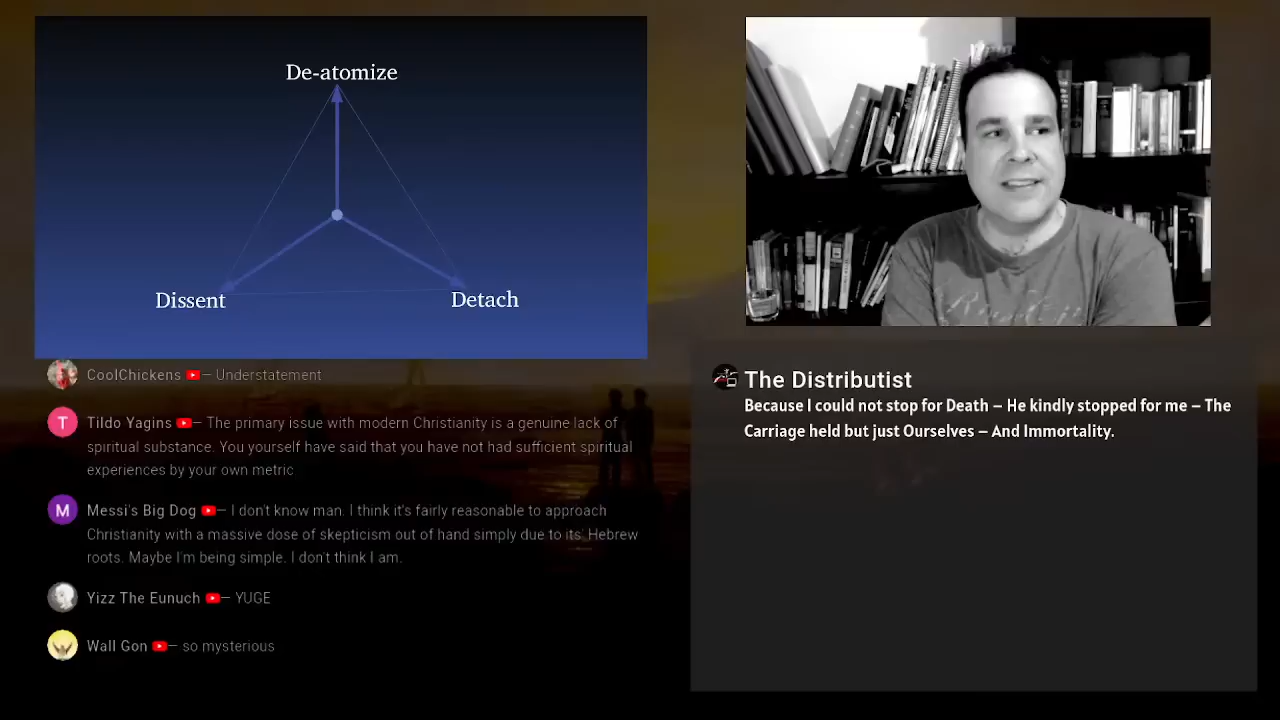 De-atomize
Dissent
Detach
CoolChickens — Understatement
T
Tildo Yagins — The primary issue with modern Christianity is a genuine lack of
spiritual substance. You yourself have said that you have not had sufficient spiritual
experiences by your own metric
M
Messi's Big Dog — I don't know man. I think it's fairly reasonable to approach
Christianity with a massive dose of skepticism out of hand simply due to its' Hebrew
roots. Maybe I'm being simple. I don't think I am.
Yizz The Eunuch — YUGE
Wall Gon — so mysterious
The Distributist
Because I could not stop for Death – He kindly stopped for me – The
Carriage held but just Ourselves – And Immortality.